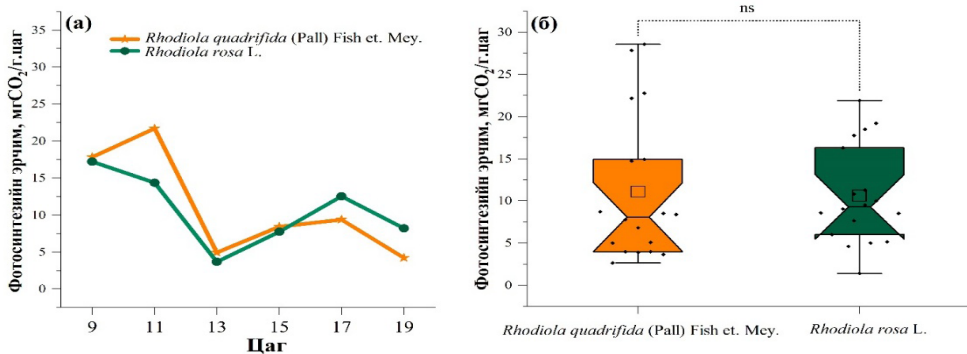 (а)
Фотосинтезийн эрчим, мгCO₂/г.цаг
35
30
25
20
15
10
5
0
Rhodiola quadrifida (Pall) Fish et. Mey.
Rhodiola rosa L.
9 11 13 15 17 19
Цаг
(б)
ns
Фотосинтезийн эрчим, мгCO₂/г.цаг
30
25
20
15
10
5
0
Rhodiola quadrifida (Pall) Fish et. Mey.
Rhodiola rosa L.